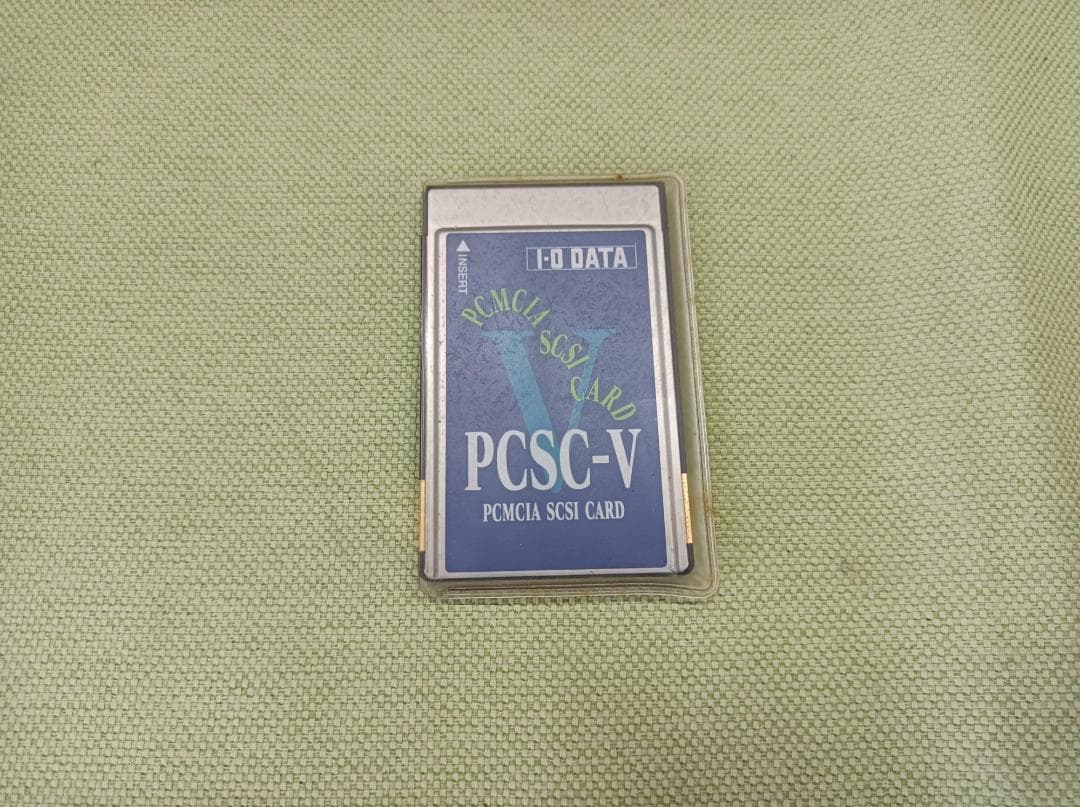 INSERT
I-O DATA
PCMCIA SCSI CARD
V
PCSC-V
PCMCIA SCSI CARD